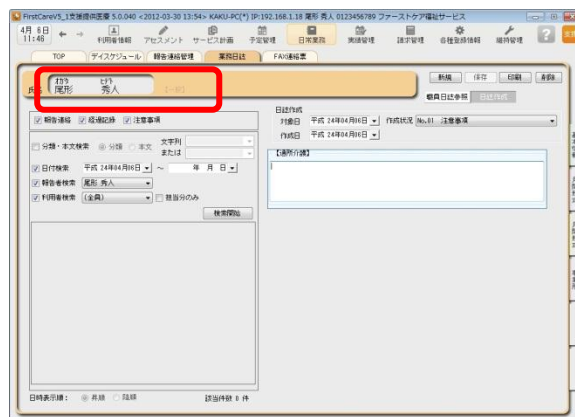 FirstCareV5_1支援提供医療 5.0.040 <2012-03-30 13:54> KAKU-PC(*) IP:192.168.1.18 尾形 秀人 0123456789 ファーストケア福祉サービス
4月 6日
11:46
利用者情報 アセスメント サービス計画 予定管理 日常業務 実績管理 請求管理 各種登録情報 維持管理
TOP デイスケジュール 報告連絡管理 業務日誌 FAX連絡票
オガタ ヒデト
氏名 尾形 秀人
新規 保存 印刷 削除
職員日誌参照 日誌作成
報告連絡 経過記録 注意事項
日誌作成
対象日 平成 24年04月06日 作成状況 No.01 注意事項
作成日 平成 24年04月06日
分類・本文検索 分類 本文 文字列
または
【通所介護】
日付検索 平成 24年04月06日 ～ 年 月 日
報告者検索 尾形 秀人
利用者検索 (全員) 担当分のみ
検索開始
日時表示順： 昇順 降順 該当件数 0 件